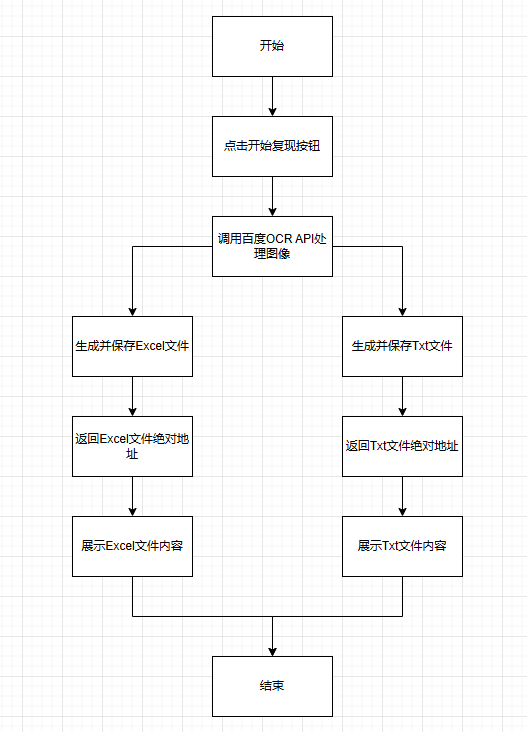 开始
点击开始复现按钮
调用百度OCR API处
理图像
生成并保存Excel文件
生成并保存Txt文件
返回Excel文件绝对地
址
返回Txt文件绝对地址
展示Excel文件内容
展示Txt文件内容
结束